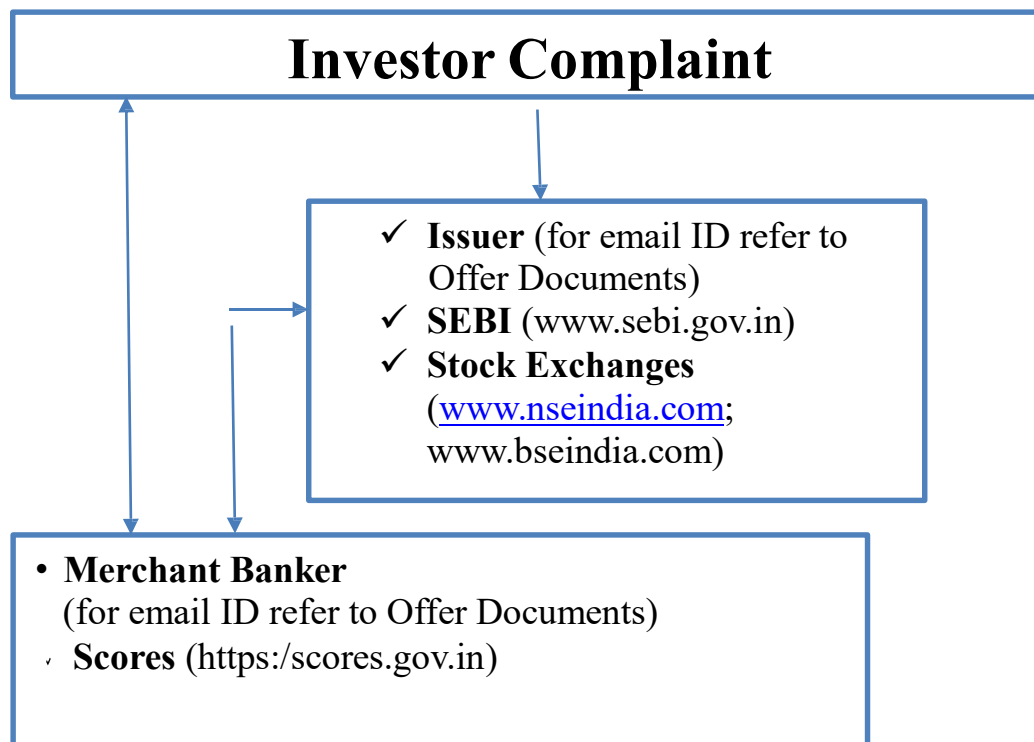 Investor Complaint
✓ Issuer (for email ID refer to
Offer Documents)
✓ SEBI (www.sebi.gov.in)
✓ Stock Exchanges
(www.nseindia.com;
www.bseindia.com)
• Merchant Banker
(for email ID refer to Offer Documents)
✓ Scores (https:/scores.gov.in)